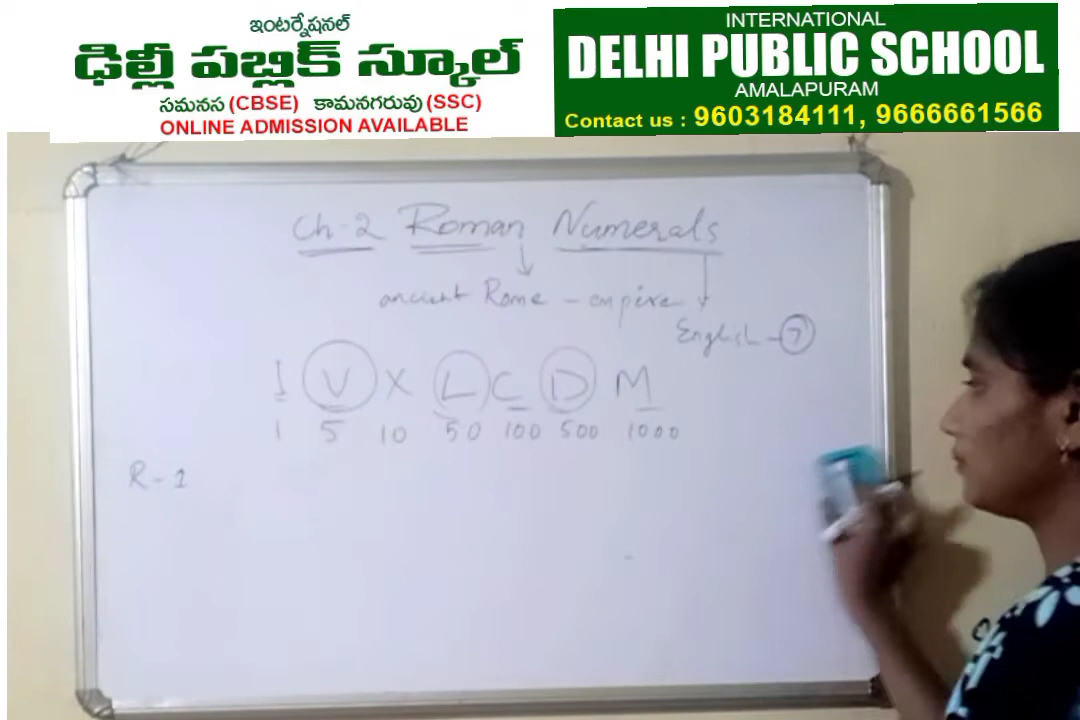 ఇంటర్నేషనల్
ఢిల్లీ పబ్లిక్ స్కూల్
సమనస (CBSE) కామనగరువు (SSC)
ONLINE ADMISSION AVAILABLE
INTERNATIONAL
DELHI PUBLIC SCHOOL
AMALAPURAM
Contact us : 9603184111, 9666661566
Ch-2 Roman Numerals
ancient Rome - empire
English - 7
I V X L C D M
1 5 10 50 100 500 1000
R - 1